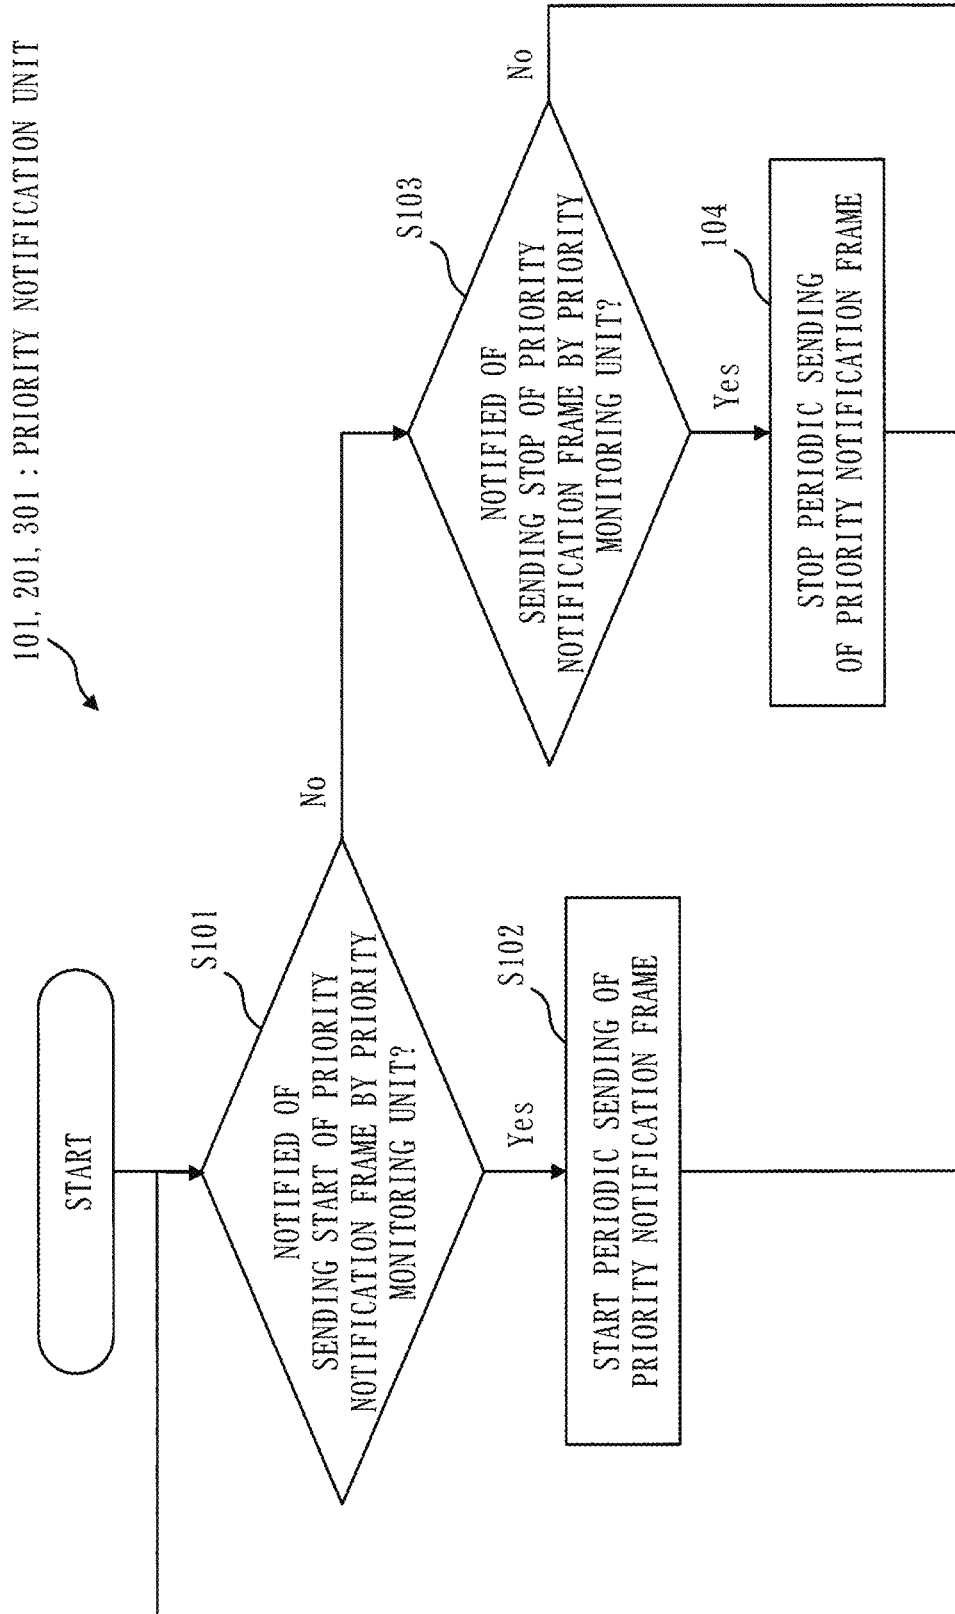 101, 201, 301 : PRIORITY NOTIFICATION UNIT
START
S101
NOTIFIED OF
SENDING START OF PRIORITY
NOTIFICATION FRAME BY PRIORITY
MONITORING UNIT?
No
Yes
S102
START PERIODIC SENDING OF
PRIORITY NOTIFICATION FRAME
S103
NOTIFIED OF
SENDING STOP OF PRIORITY
NOTIFICATION FRAME BY PRIORITY
MONITORING UNIT?
No
Yes
104
STOP PERIODIC SENDING
OF PRIORITY NOTIFICATION FRAME